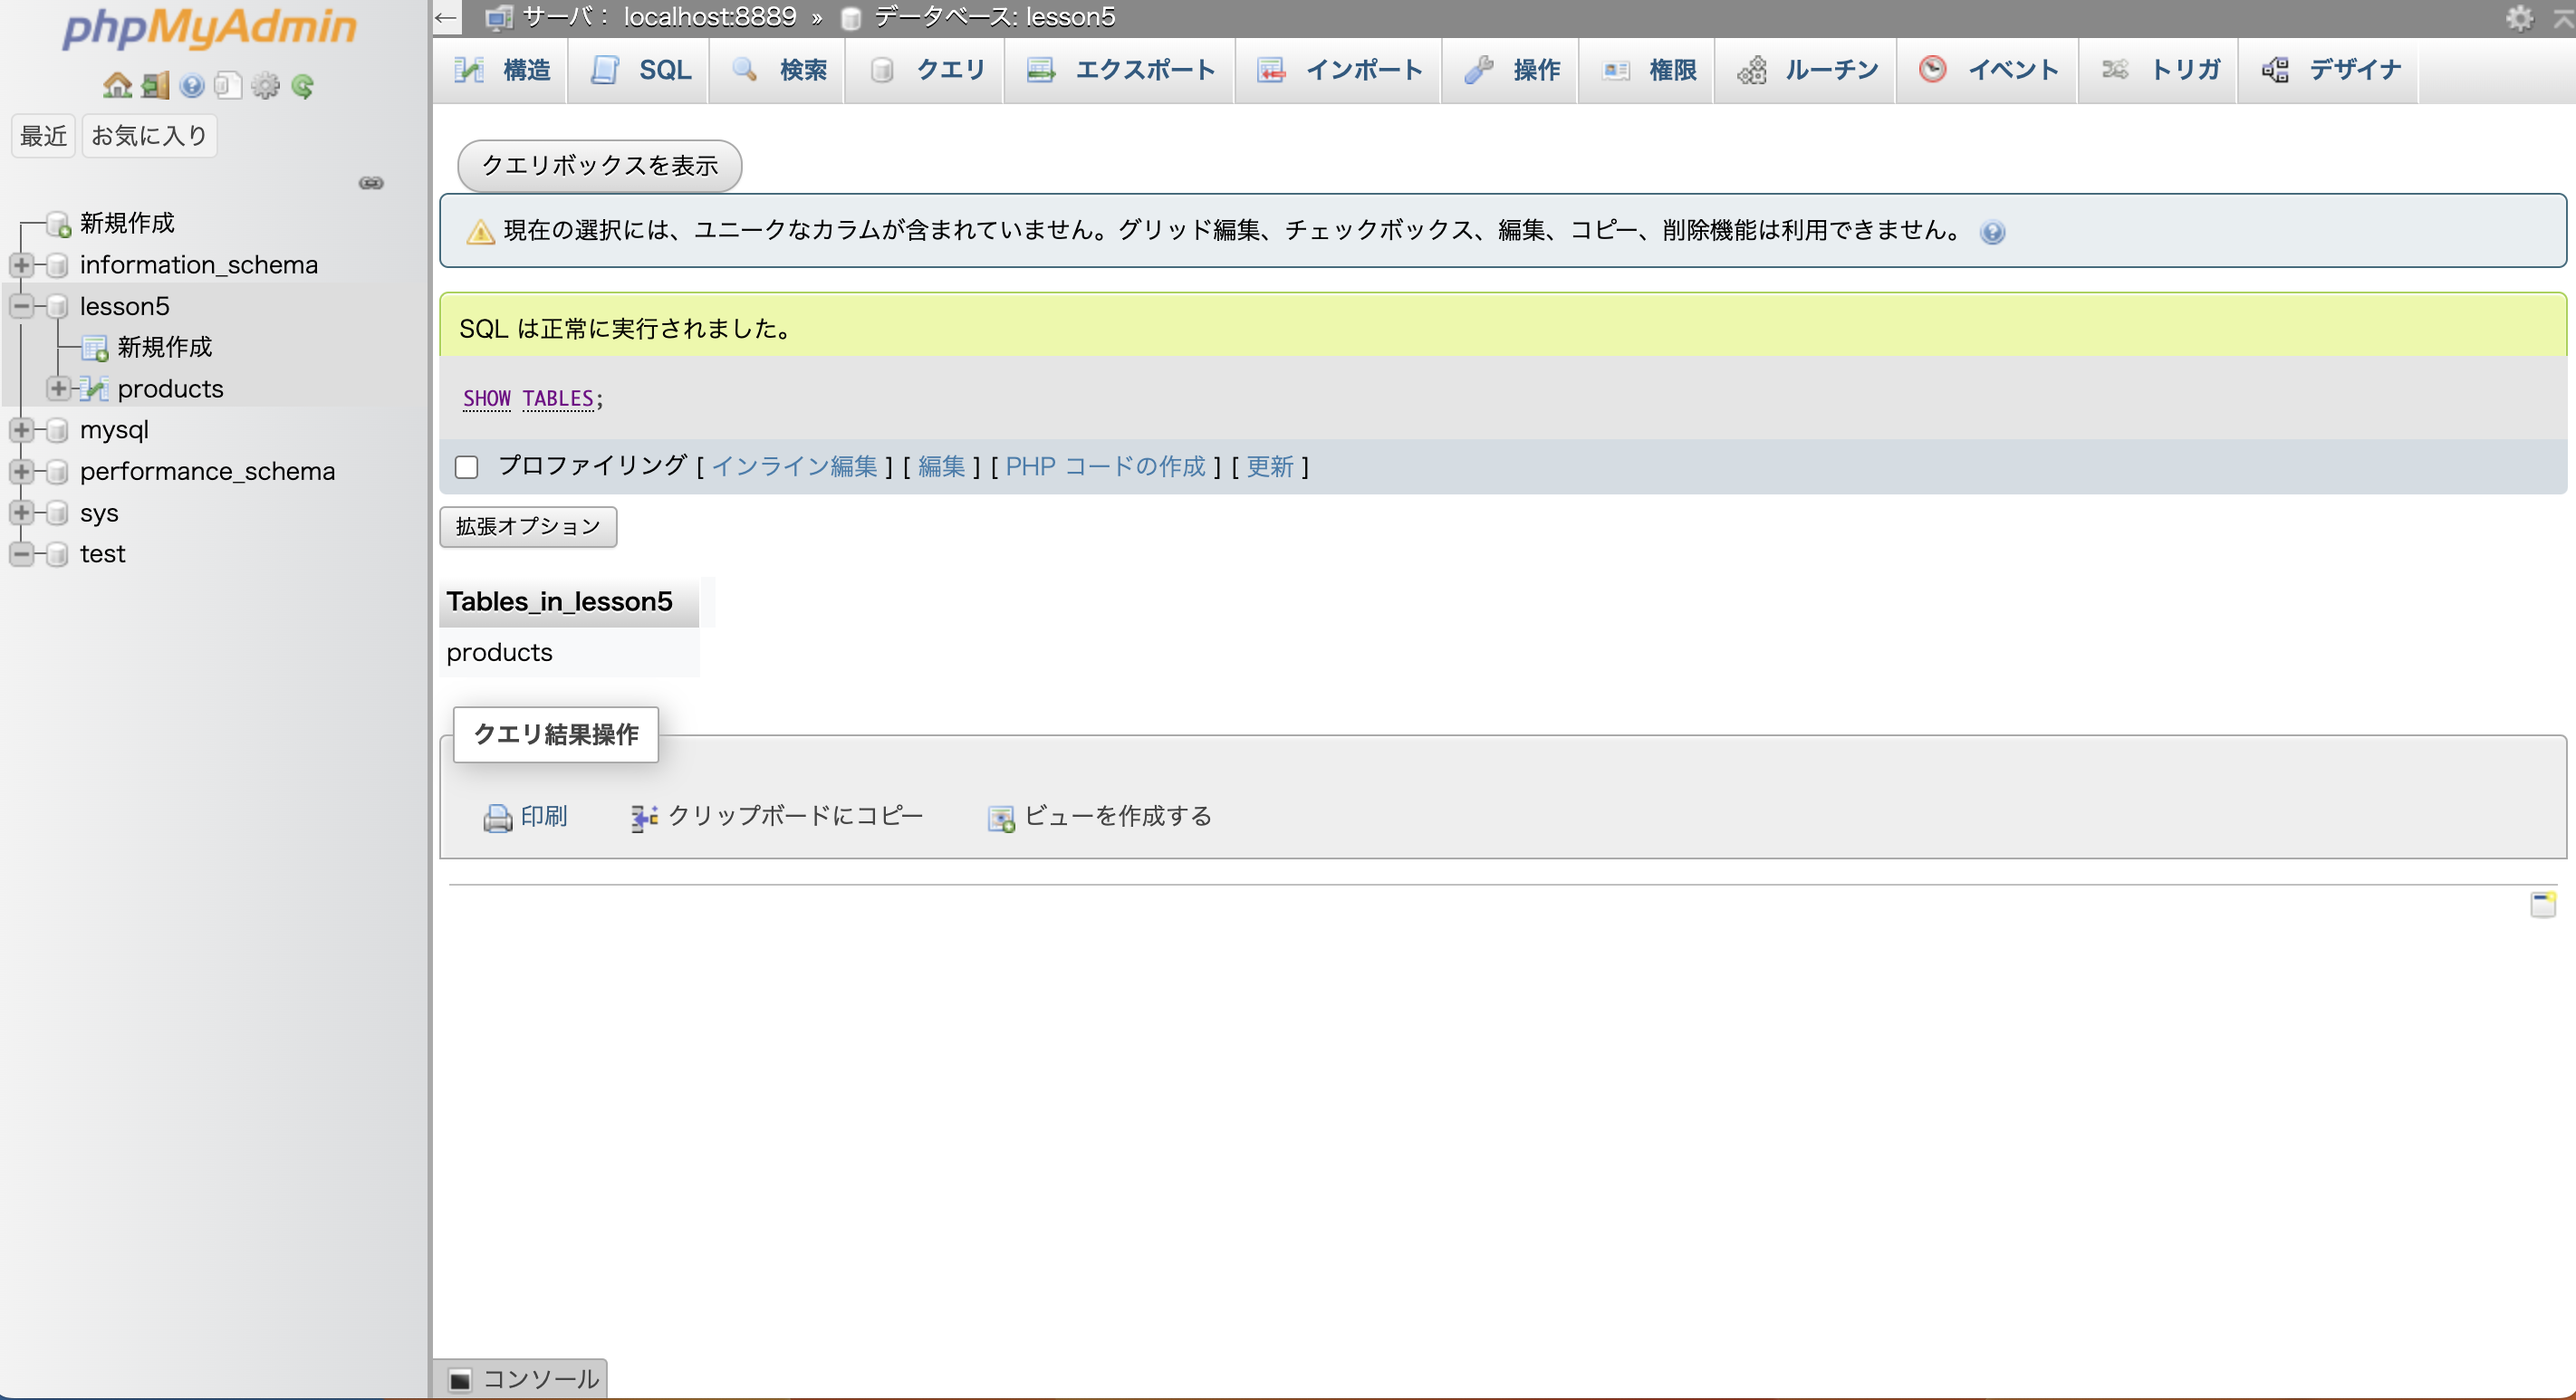 phpMyAdmin
最近 お気に入り
新規作成
information_schema
lesson5
新規作成
products
mysql
performance_schema
sys
test
サーバ： localhost:8889 » データベース: lesson5
構造 SQL 検索 クエリ エクスポート インポート 操作 権限 ルーチン イベント トリガ デザイナ
クエリボックスを表示
現在の選択には、ユニークなカラムが含まれていません。グリッド編集、チェックボックス、編集、コピー、削除機能は利用できません。
SQL は正常に実行されました。
SHOW TABLES;
プロファイリング [ インライン編集 ] [ 編集 ] [ PHP コードの作成 ] [ 更新 ]
拡張オプション
Tables_in_lesson5
products
クエリ結果操作
印刷 クリップボードにコピー ビューを作成する
コンソール